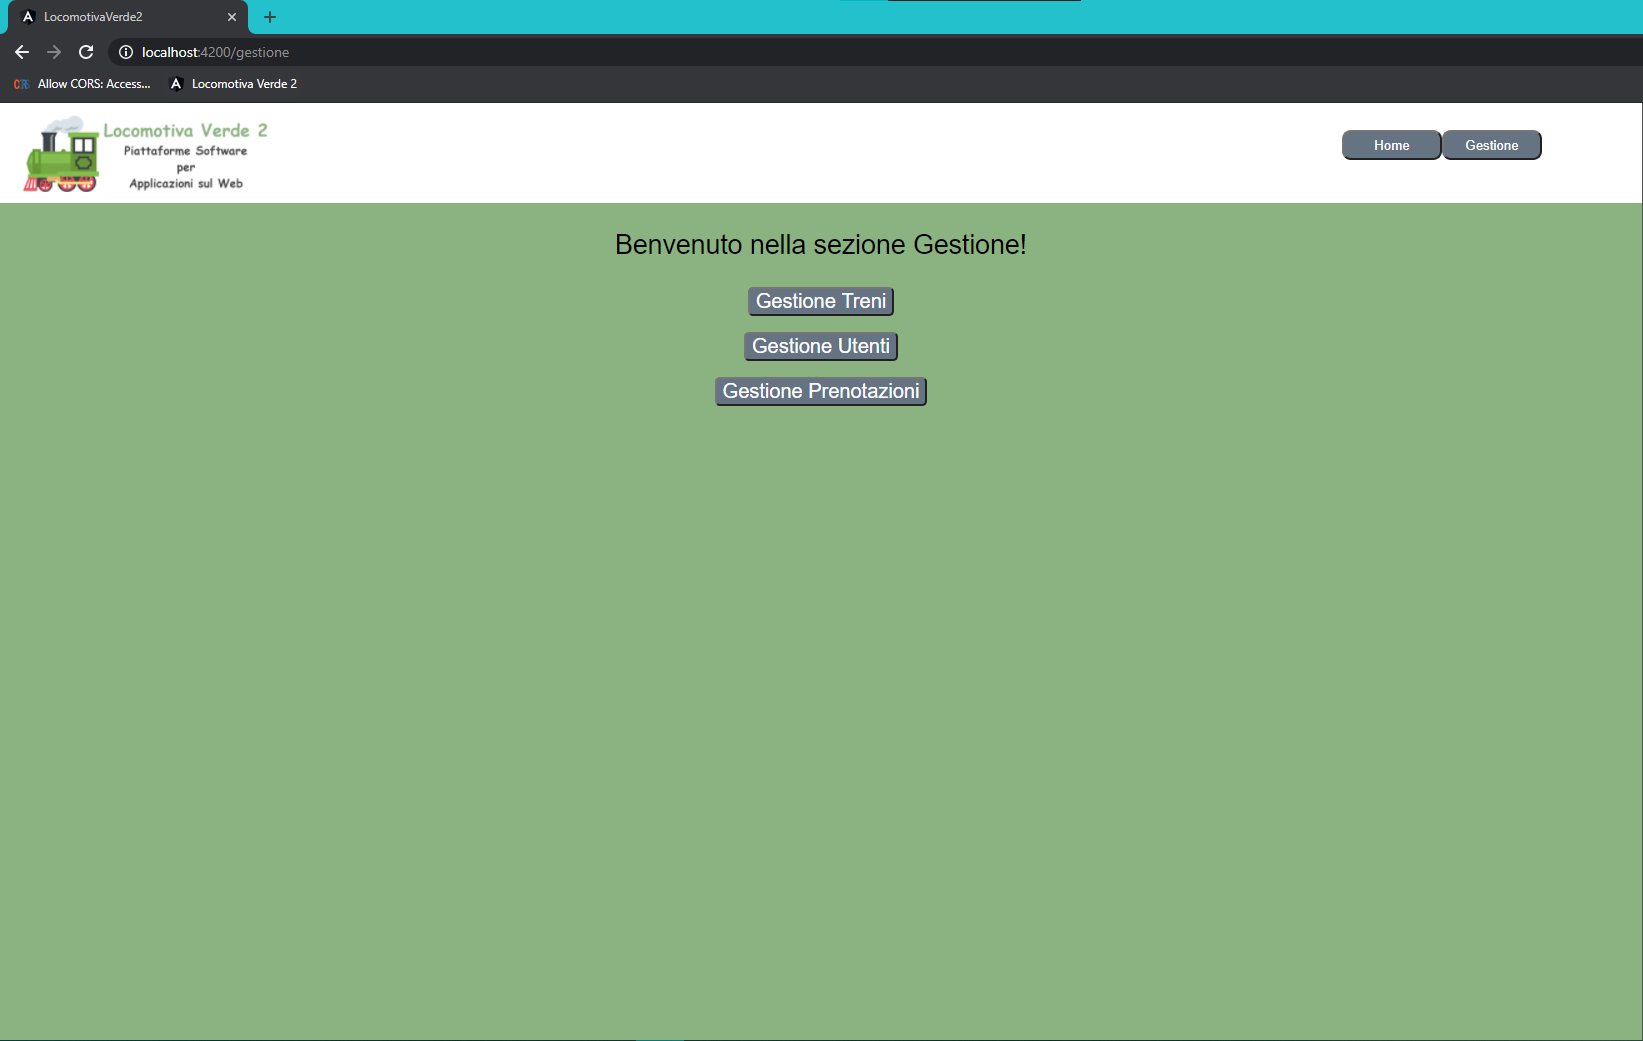 LocomotivaVerde2
localhost:4200/gestione
Allow CORS: Access... Locomotiva Verde 2
Locomotiva Verde 2
Piattaforme Software
per
Applicazioni sul Web
Home Gestione
Benvenuto nella sezione Gestione!
Gestione Treni
Gestione Utenti
Gestione Prenotazioni